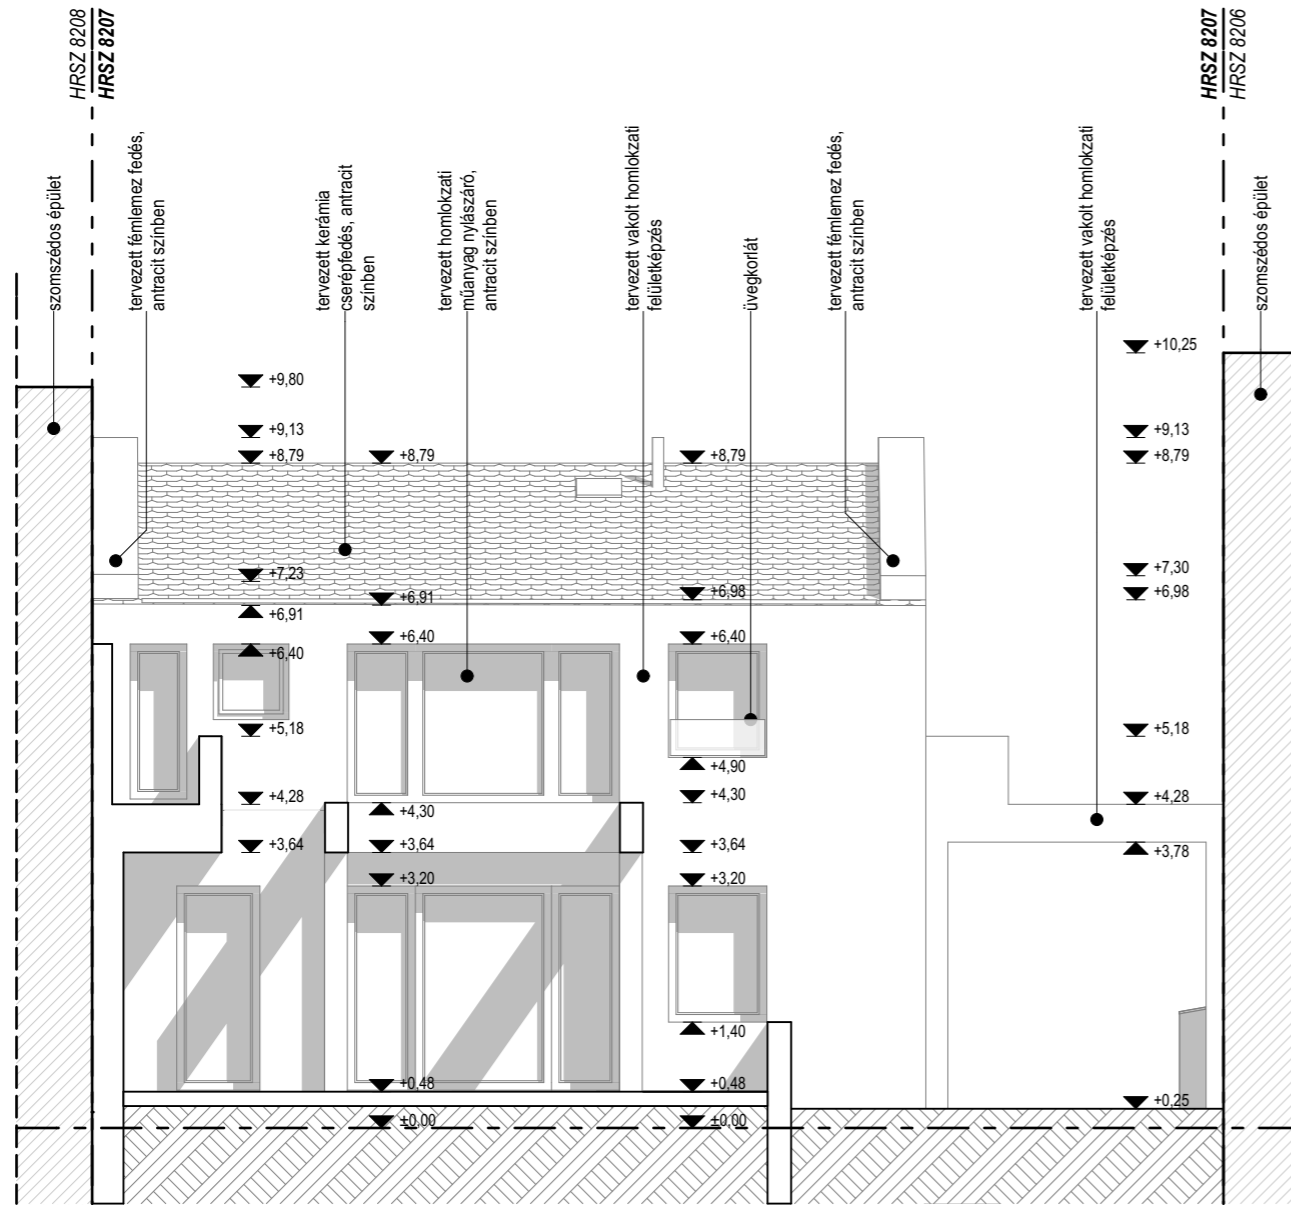 HRSZ 8208
HRSZ 8207
HRSZ 8207
HRSZ 8206
szomszédos épület
tervezett fémlemez fedés,
antracit színben
tervezett kerámia
cserépfedés, antracit
színben
tervezett homlokzati
műanyag nyílászáró,
antracit színben
tervezett vakolt homlokzati
felületképzés
üvegkorlát
tervezett fémlemez fedés,
antracit színben
tervezett vakolt homlokzati
felületképzés
szomszédos épület
+9,80
+9,13
+8,79
+7,23
+6,91
+6,40
+5,18
+4,28
+3,64
+8,79
+6,91
+6,40
+4,30
+3,64
+3,20
+0,48
±0,00
+8,79
+6,98
+6,40
+4,90
+4,30
+3,64
+3,20
+1,40
+0,48
±0,00
+10,25
+9,13
+8,79
+7,30
+6,98
+5,18
+4,28
+3,78
+0,25